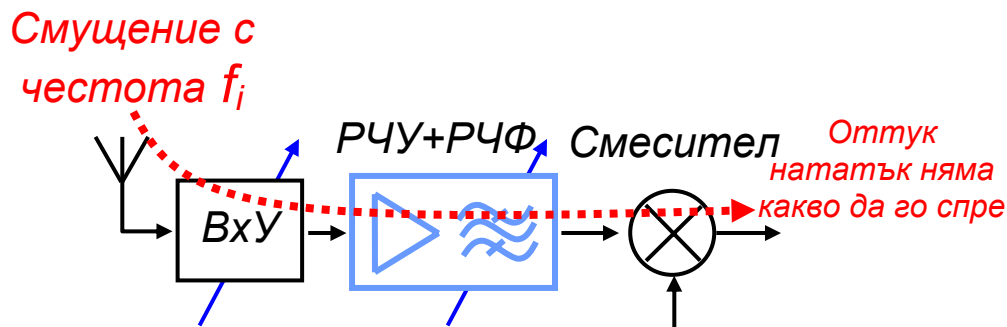 Смущение с
честота fi
РЧУ+РЧФ
Смесител
ВхУ
Оттук
нататък няма
какво да го спре